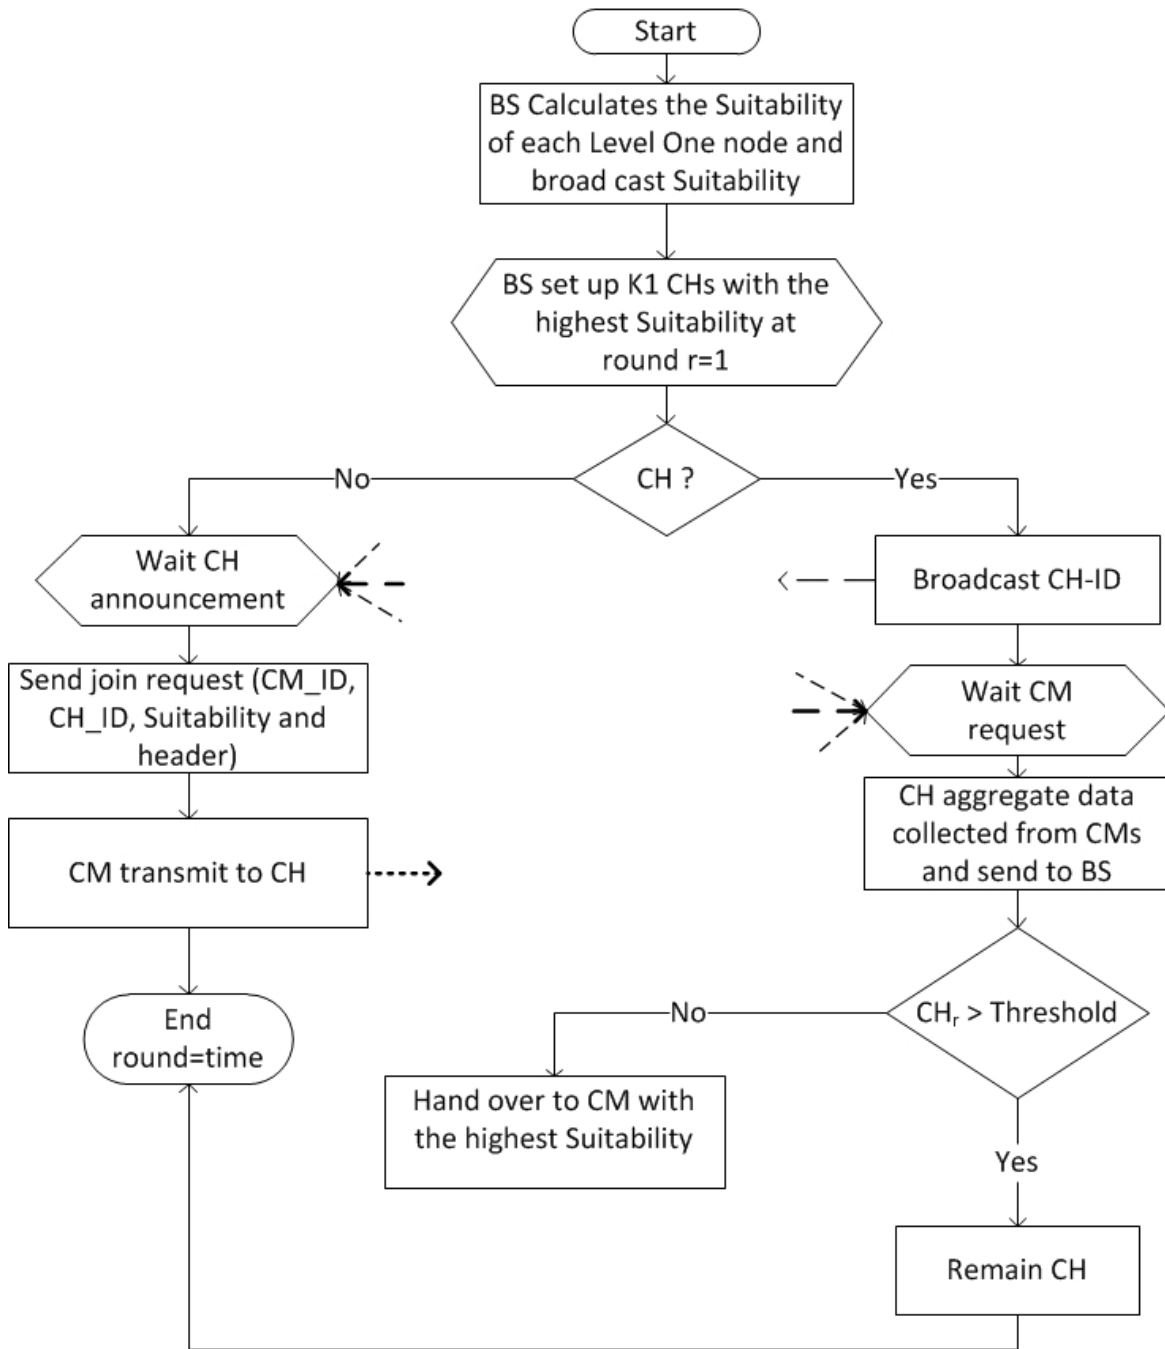 Start
BS Calculates the Suitability
of each Level One node and
broad cast Suitability
BS set up K1 CHs with the
highest Suitability at
round r=1
CH ?
No
Yes
Wait CH
announcement
Broadcast CH-ID
Send join request (CM_ID,
CH_ID, Suitability and
header)
Wait CM
request
CM transmit to CH
CH aggregate data
collected from CMs
and send to BS
End
round=time
CHr > Threshold
No
Hand over to CM with
the highest Suitability
Yes
Remain CH